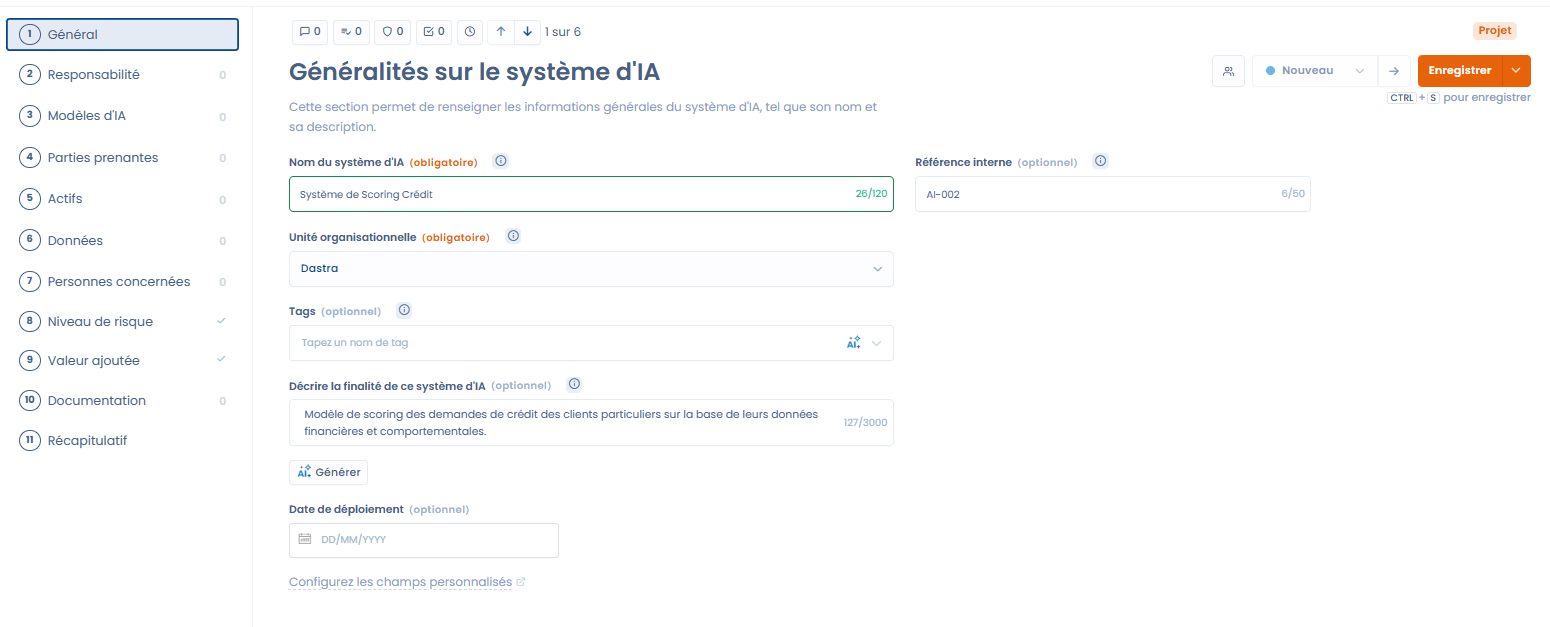 1 Général
2 Responsabilité 0
3 Modèles d'IA 0
4 Parties prenantes 0
5 Actifs 0
6 Données 0
7 Personnes concernées 0
8 Niveau de risque
9 Valeur ajoutée
10 Documentation 0
11 Récapitulatif
0 0 0 0 1 sur 6
Projet
Généralités sur le système d'IA
Nouveau
Enregistrer
CTRL + S pour enregistrer
Cette section permet de renseigner les informations générales du système d'IA, tel que son nom et
sa description.
Nom du système d'IA (obligatoire)
Système de Scoring Crédit 26/120
Référence interne (optionnel)
AI-002 6/50
Unité organisationnelle (obligatoire)
Dastra
Tags (optionnel)
Tapez un nom de tag AI
Décrire la finalité de ce système d'IA (optionnel)
Modèle de scoring des demandes de crédit des clients particuliers sur la base de leurs données
financières et comportementales.
127/3000
AI Générer
Date de déploiement (optionnel)
DD/MM/YYYY
Configurez les champs personnalisés